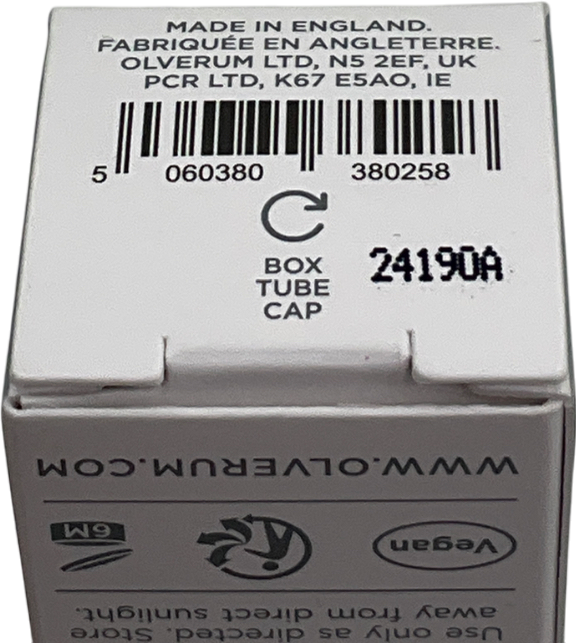 MADE IN ENGLAND.
FABRIQUÉE EN ANGLETERRE.
OLVERUM LTD, N5 2EF, UK
PCR LTD, K67 E5A0, IE
5 060380 380258
BOX
TUBE
CAP
24190A
WWW.OLVERUM.COM
Vegan
6M
Use only as directed. Store
away from direct sunlight.